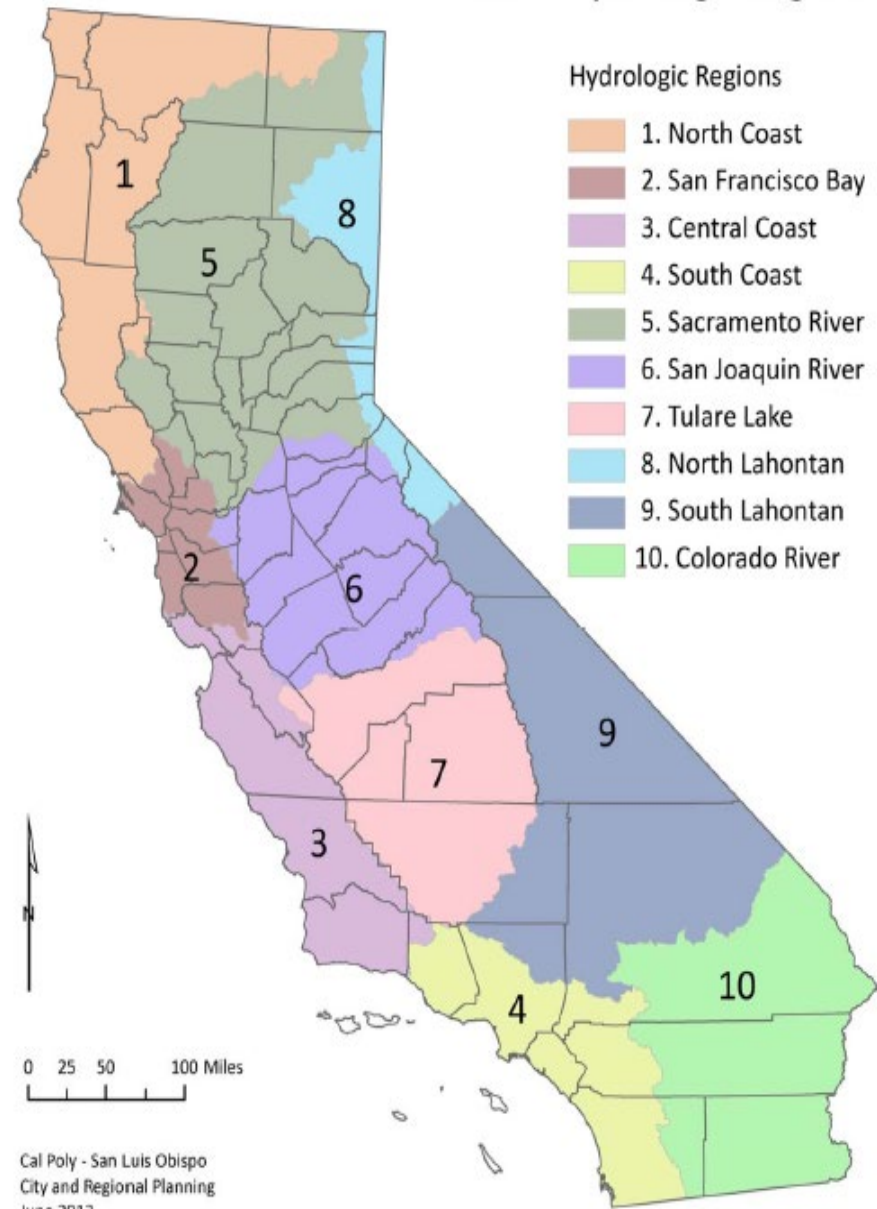 Hydrologic Regions
1. North Coast
2. San Francisco Bay
3. Central Coast
4. South Coast
5. Sacramento River
6. San Joaquin River
7. Tulare Lake
8. North Lahontan
9. South Lahontan
10. Colorado River
1
8
5
2
6
9
7
3
10
4
N
0 25 50 100 Miles
Cal Poly - San Luis Obispo
City and Regional Planning